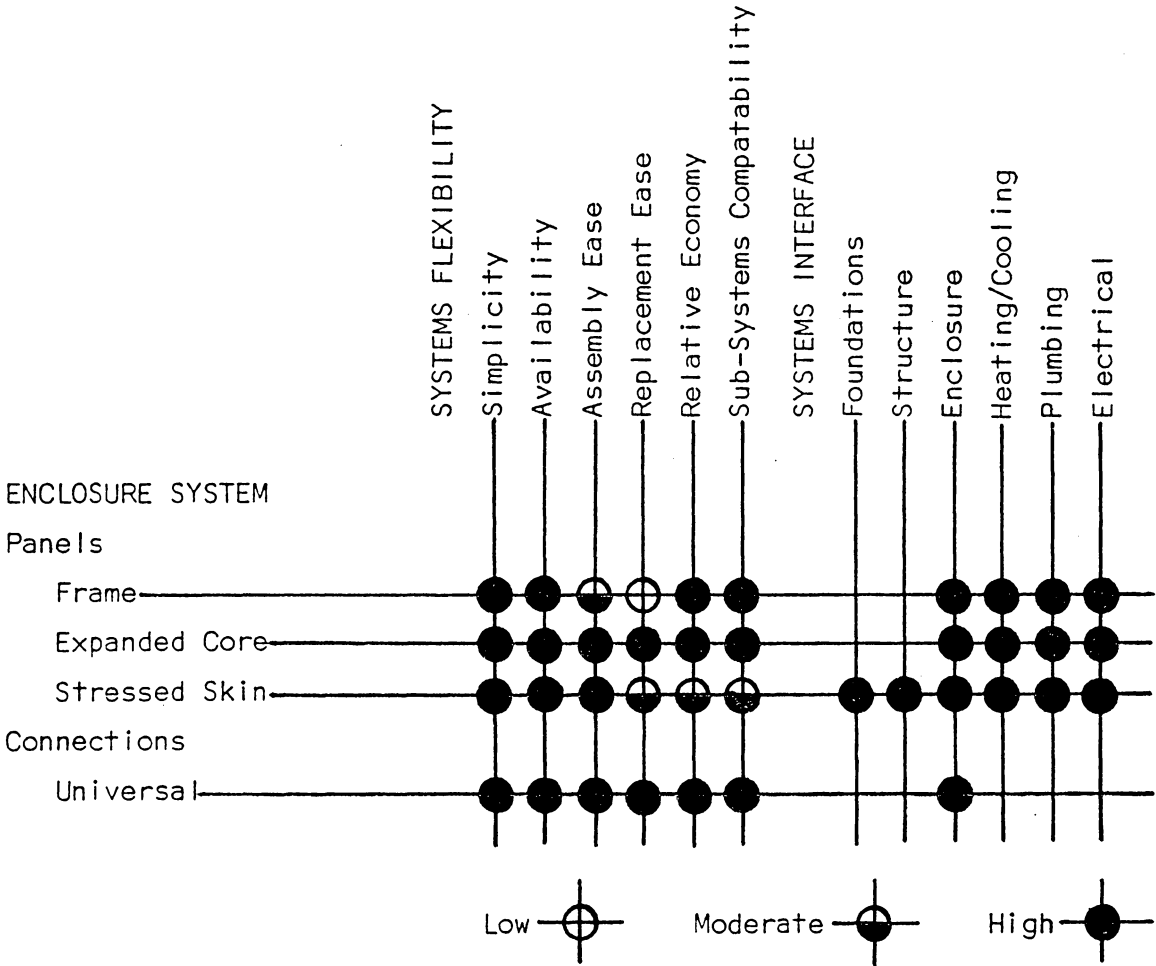 SYSTEMS FLEXIBILITY
Simplicity
Availability
Assembly Ease
Replacement Ease
Relative Economy
Sub-Systems Compatability
SYSTEMS INTERFACE
Foundations
Structure
Enclosure
Heating/Cooling
Plumbing
Electrical
ENCLOSURE SYSTEM
Panels
Frame
Expanded Core
Stressed Skin
Connections
Universal
Low
Moderate
High